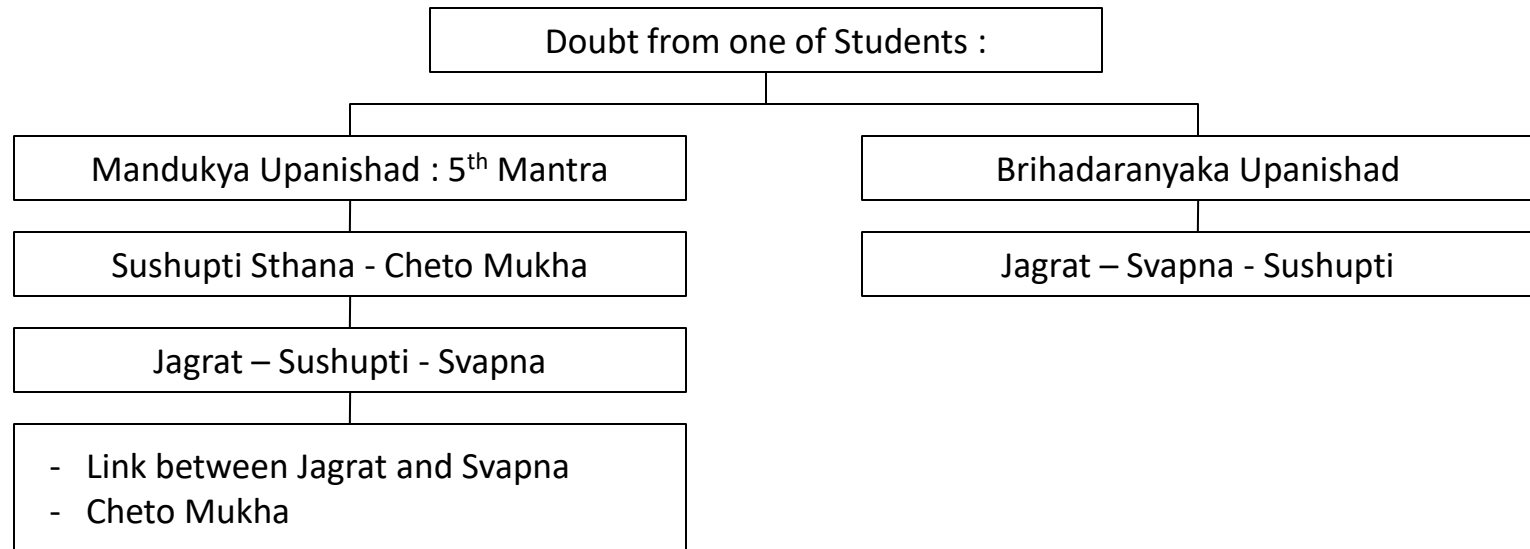 Doubt from one of Students :
Mandukya Upanishad : 5th Mantra
Sushupti Sthana - Cheto Mukha
Jagrat – Sushupti - Svapna
- Link between Jagrat and Svapna
- Cheto Mukha
Brihadaranyaka Upanishad
Jagrat – Svapna - Sushupti